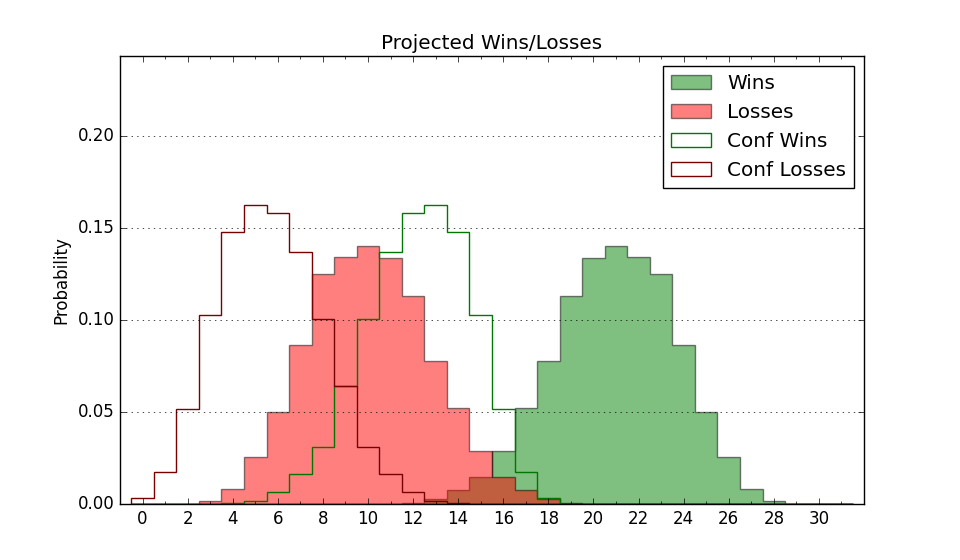 Projected Wins/Losses
Wins
Losses
Conf Wins
Conf Losses
Probability
0.20
0.15
0.10
0.05
0.00
0 2 4 6 8 10 12 14 16 18 20 22 24 26 28 30